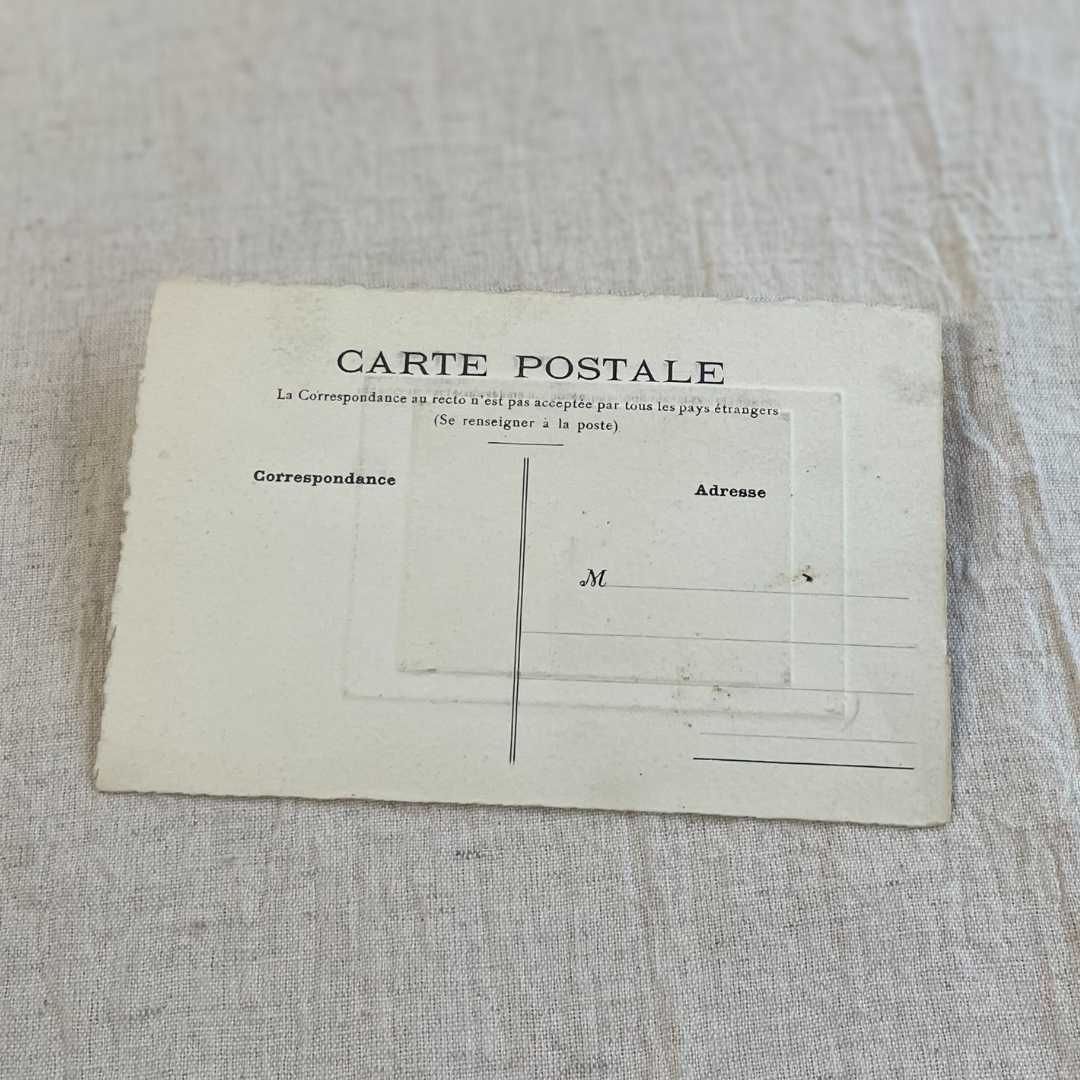 CARTE POSTALE
La Correspondance au recto n'est pas acceptée par tous les pays étrangers
(Se renseigner à la poste)
Correspondance
Adresse
M